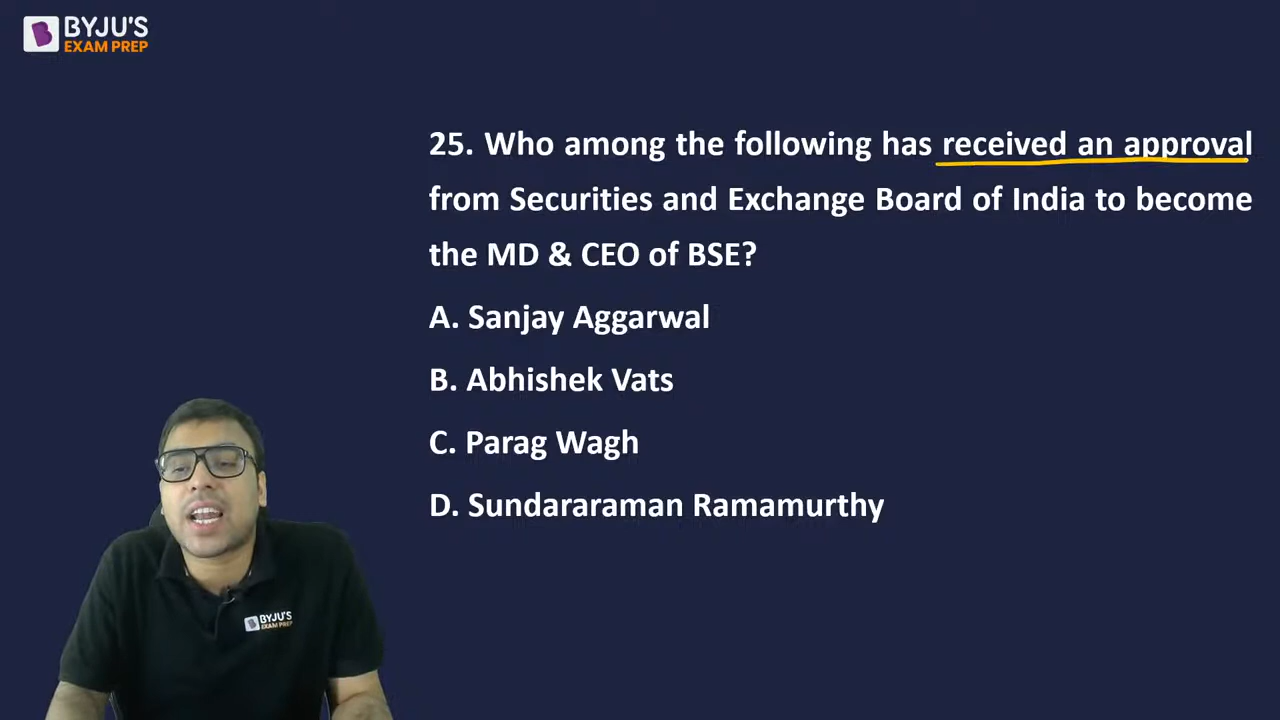 BYJU'S
EXAM PREP
25. Who among the following has received an approval
from Securities and Exchange Board of India to become
the MD & CEO of BSE?
A. Sanjay Aggarwal
B. Abhishek Vats
C. Parag Wagh
D. Sundararaman Ramamurthy
BYJU'S
EXAM PREP